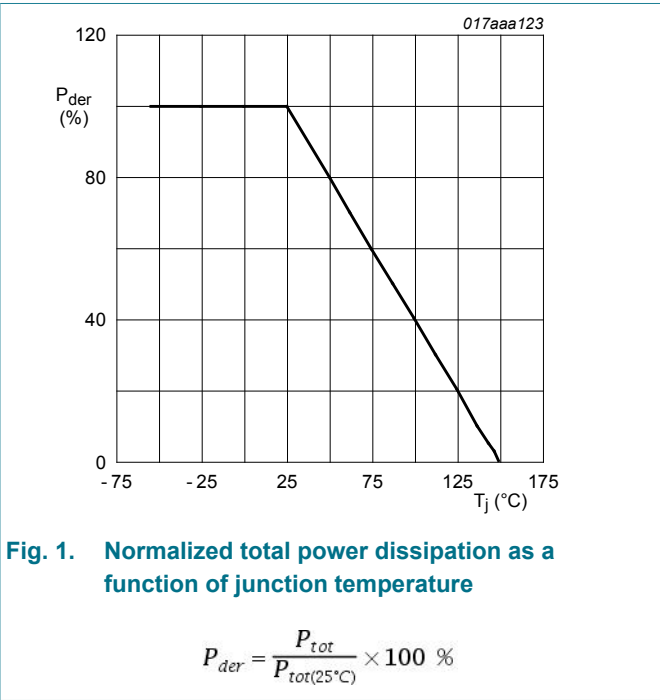 017aaa123
120
Pder
(%)
80
40
0
- 75
- 25
25
75
125
175
Tj (°C)
Fig. 1. Normalized total power dissipation as a
function of junction temperature
Pder = Ptot / Ptot(25°C) × 100 %